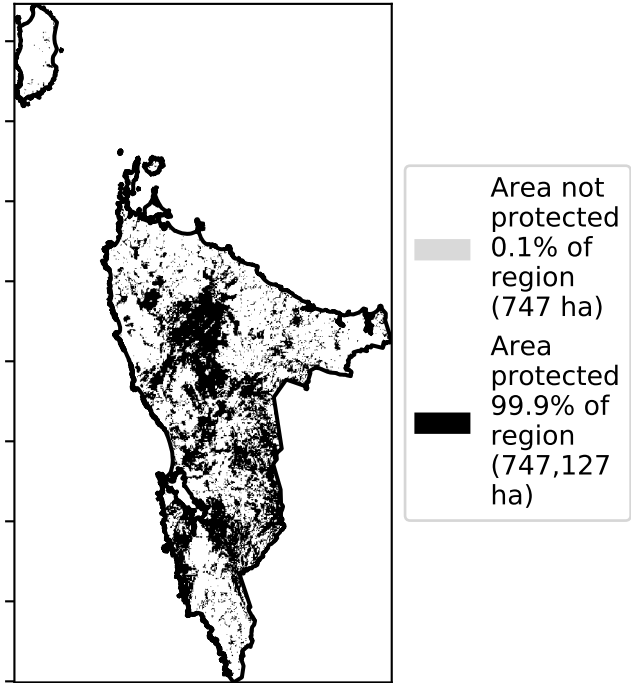 Area not
protected
0.1% of
region
(747 ha)
Area
protected
99.9% of
region
(747,127
ha)